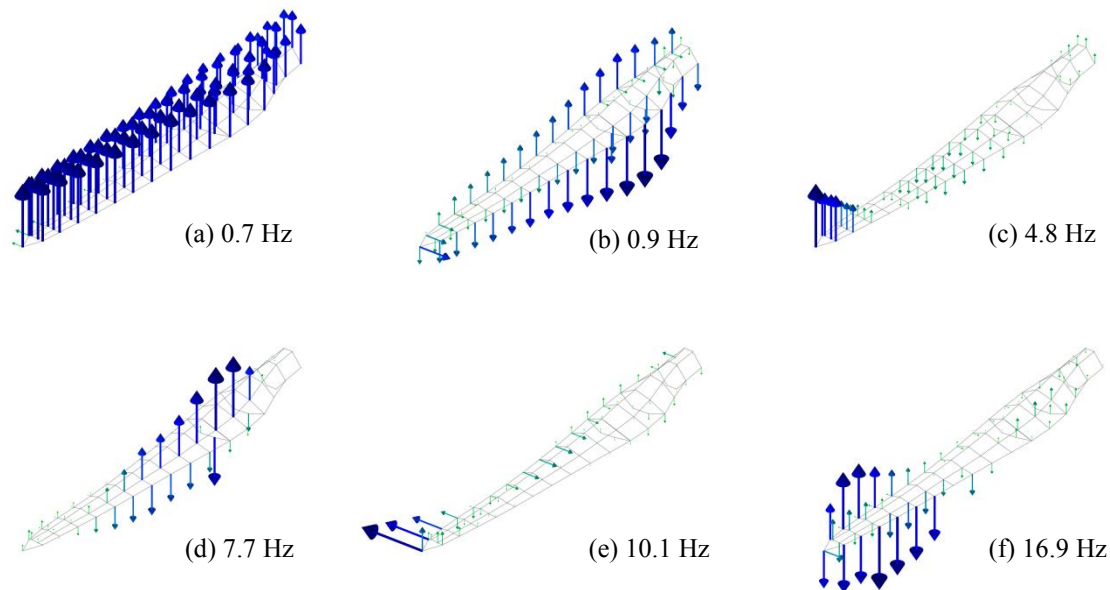 (a) 0.7 Hz
(b) 0.9 Hz
(c) 4.8 Hz
(d) 7.7 Hz
(e) 10.1 Hz
(f) 16.9 Hz